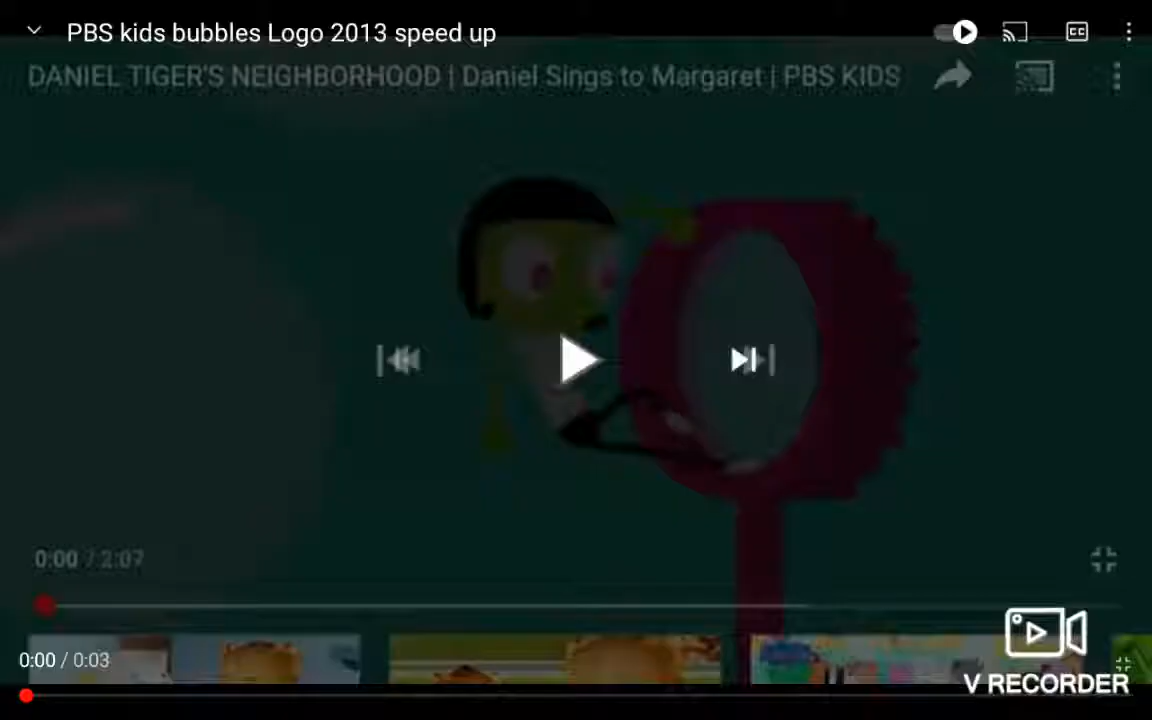 PBS kids bubbles Logo 2013 speed up
CC
DANIEL TIGER'S NEIGHBORHOOD | Daniel Sings to Margaret | PBS KIDS
0:00 / 2:07
0:00 / 0:03
V RECORDER